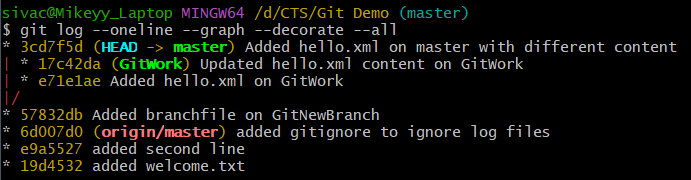 sivac@Mikeyy_Laptop MINGW64 /d/CTS/Git Demo (master)
$ git log --oneline --graph --decorate --all
* 3cd7f5d (HEAD -> master) Added hello.xml on master with different content
| * 17c42da (GitWork) Updated hello.xml content on GitWork
| * e71e1ae Added hello.xml on GitWork
|/
* 57832db Added branchfile on GitNewBranch
* 6d007d0 (origin/master) added gitignore to ignore log files
* e9a5527 added second line
* 19d4532 added welcome.txt